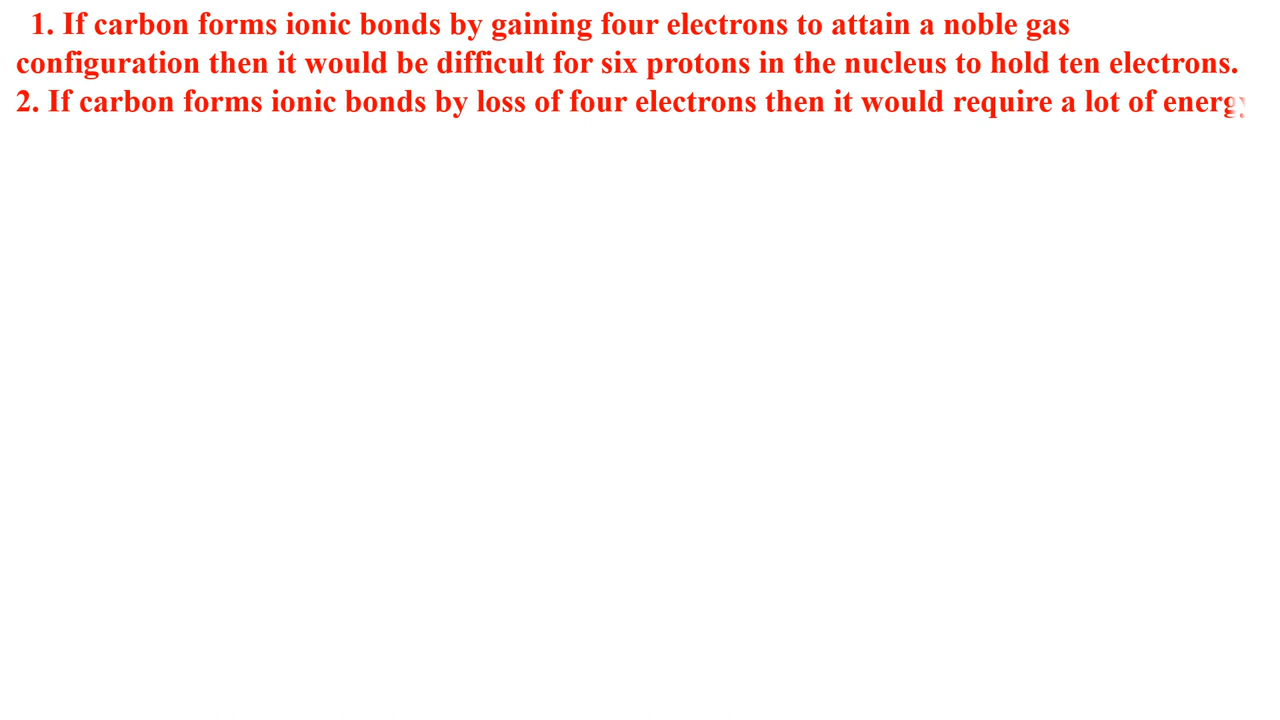 1. If carbon forms ionic bonds by gaining four electrons to attain a noble gas
configuration then it would be difficult for six protons in the nucleus to hold ten electrons.
2. If carbon forms ionic bonds by loss of four electrons then it would require a lot of energy